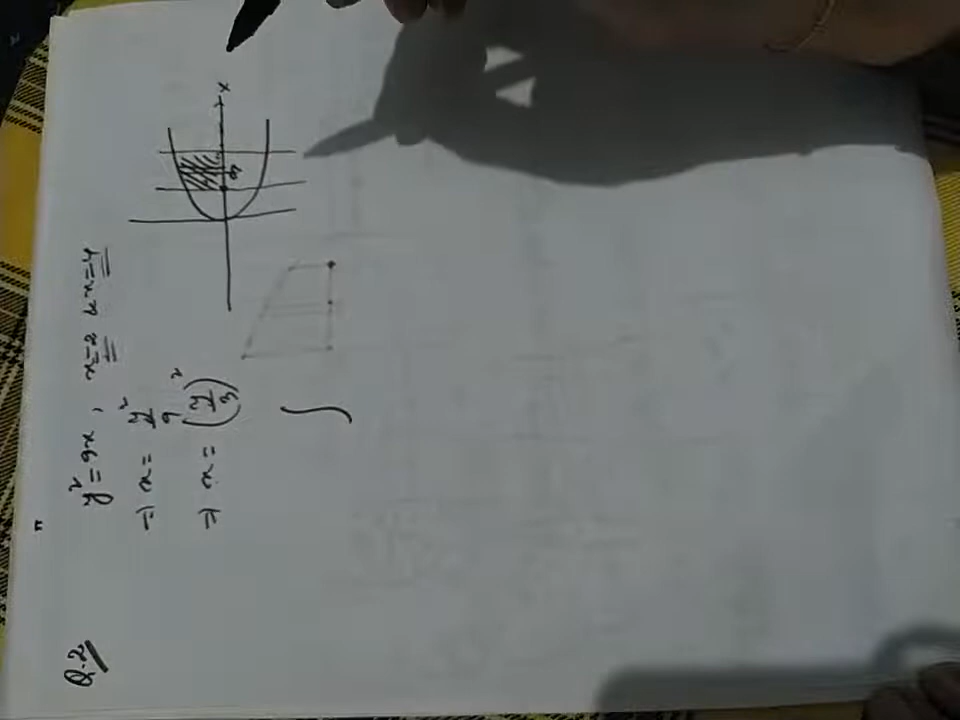 Q.2 "
y² = 9x , x=2 & x=4
⇒ x = y²/9
⇒ x = (y/3)²
∫
x